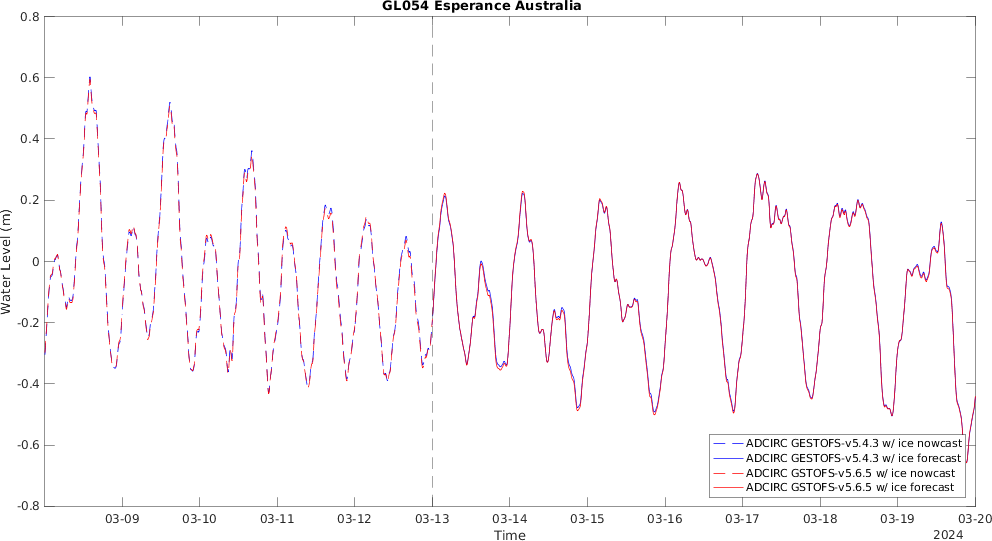 GL054 Esperance Australia
Water Level (m)
0.8
0.6
0.4
0.2
0
-0.2
-0.4
-0.6
-0.8
ADCIRC GESTOFS-v5.4.3 w/ ice nowcast
ADCIRC GESTOFS-v5.4.3 w/ ice forecast
ADCIRC GSTOFS-v5.6.5 w/ ice nowcast
ADCIRC GSTOFS-v5.6.5 w/ ice forecast
03-09 03-10 03-11 03-12 03-13 03-14 03-15 03-16 03-17 03-18 03-19 03-20
Time
2024